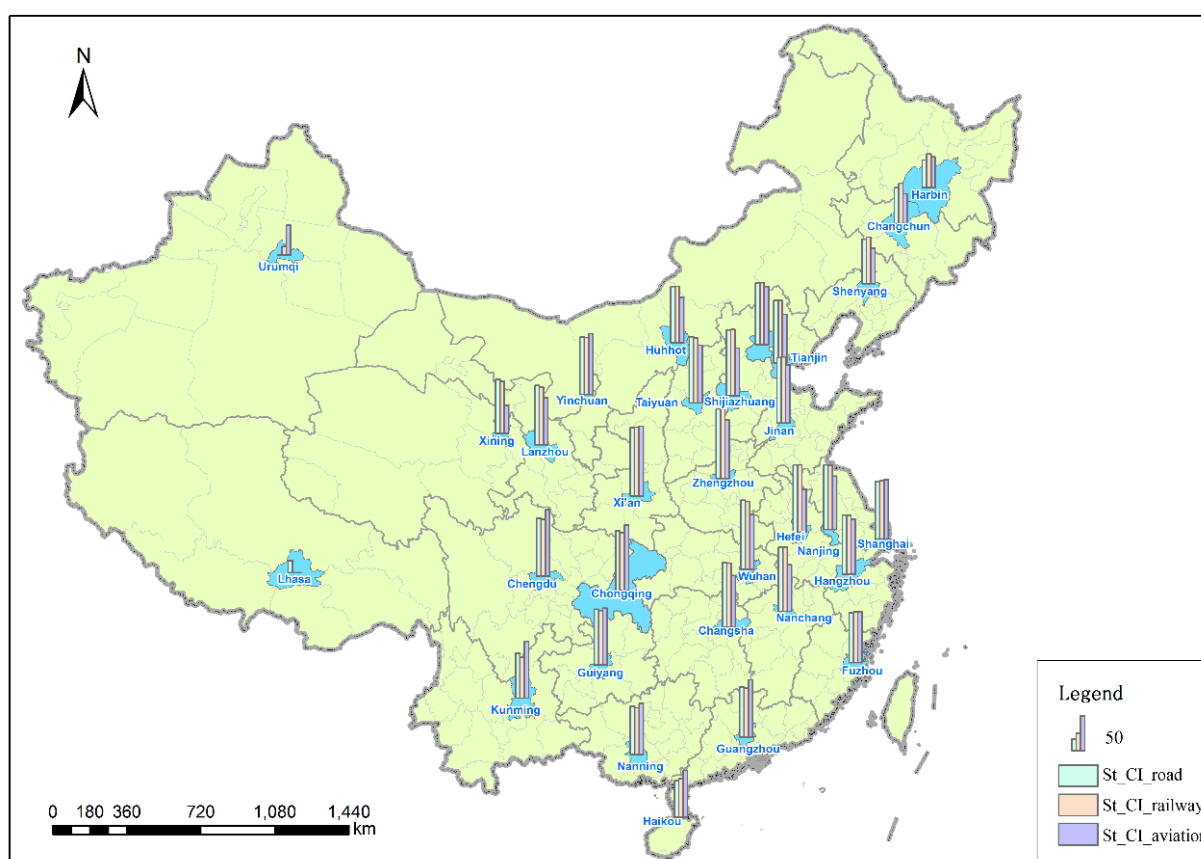 N
Harbin
Changchun
Urumqi
Shenyang
Huhhot
Tianjin
Yinchuan
Taiyuan
Shijiazhuang
Xining
Jinan
Lanzhou
Zhengzhou
Xi'an
Hefei
Nanjing
Shanghai
Lhasa
Chengdu
Wuhan
Hangzhou
Chongqing
Nanchang
Changsha
Guiyang
Fuzhou
Kunming
Guangzhou
Nanning
Haikou
Legend
50
St_CI_road
St_CI_railway
St_CI_aviation
0 180 360 720 1,080 1,440
km